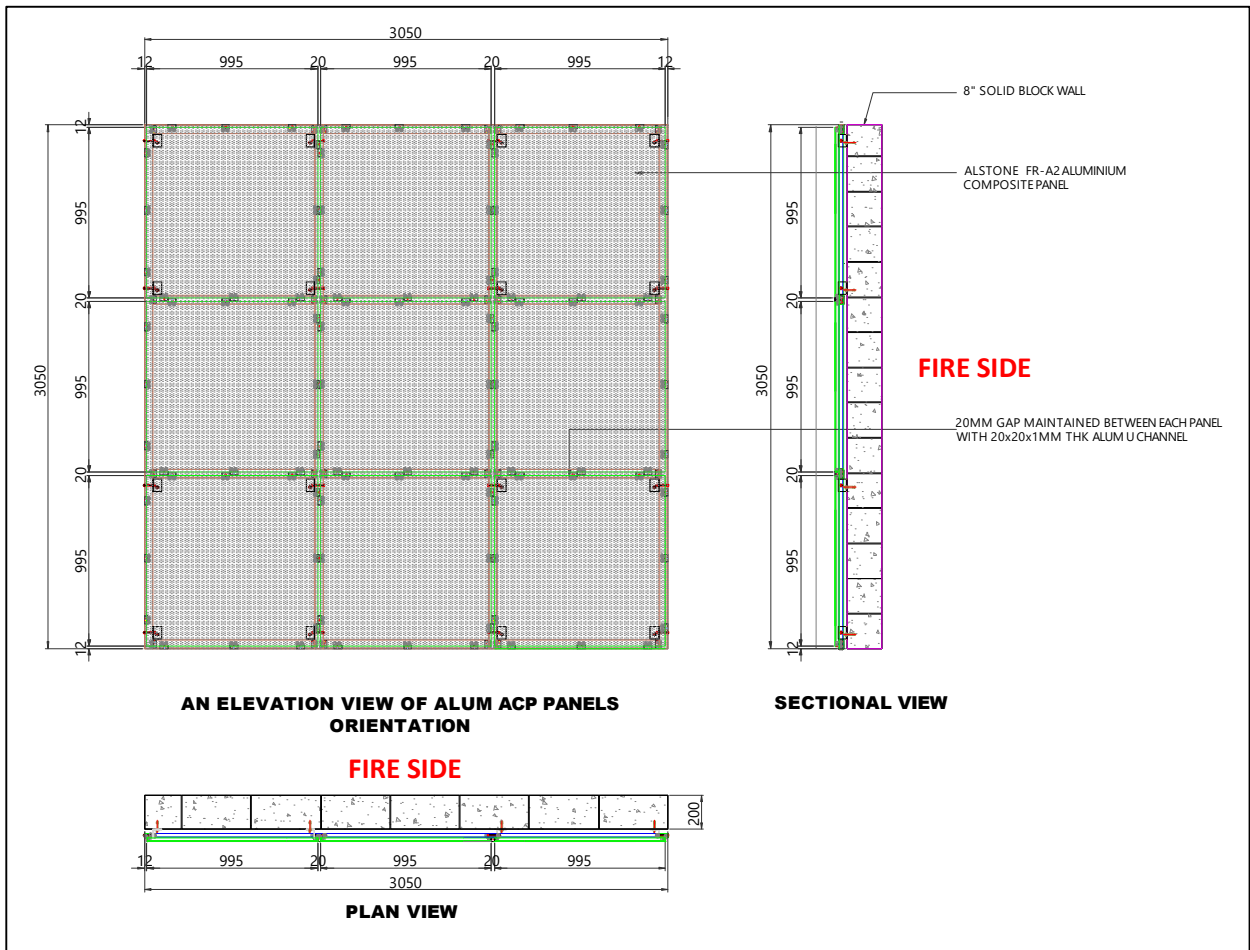 3050
12 995 20 995 20 995 12
8" SOLID BLOCK WALL
ALSTONE FR-A2 ALUMINIUM
COMPOSITE PANEL
3050
12
995
20
995
20
995
12
3050
12
995
20
995
20
995
12
FIRE SIDE
20MM GAP MAINTAINED BETWEEN EACH PANEL
WITH 20x20x1MM THK ALUM U CHANNEL
AN ELEVATION VIEW OF ALUM ACP PANELS
ORIENTATION
SECTIONAL VIEW
FIRE SIDE
200
12 995 20 995 20 995 12
3050
PLAN VIEW